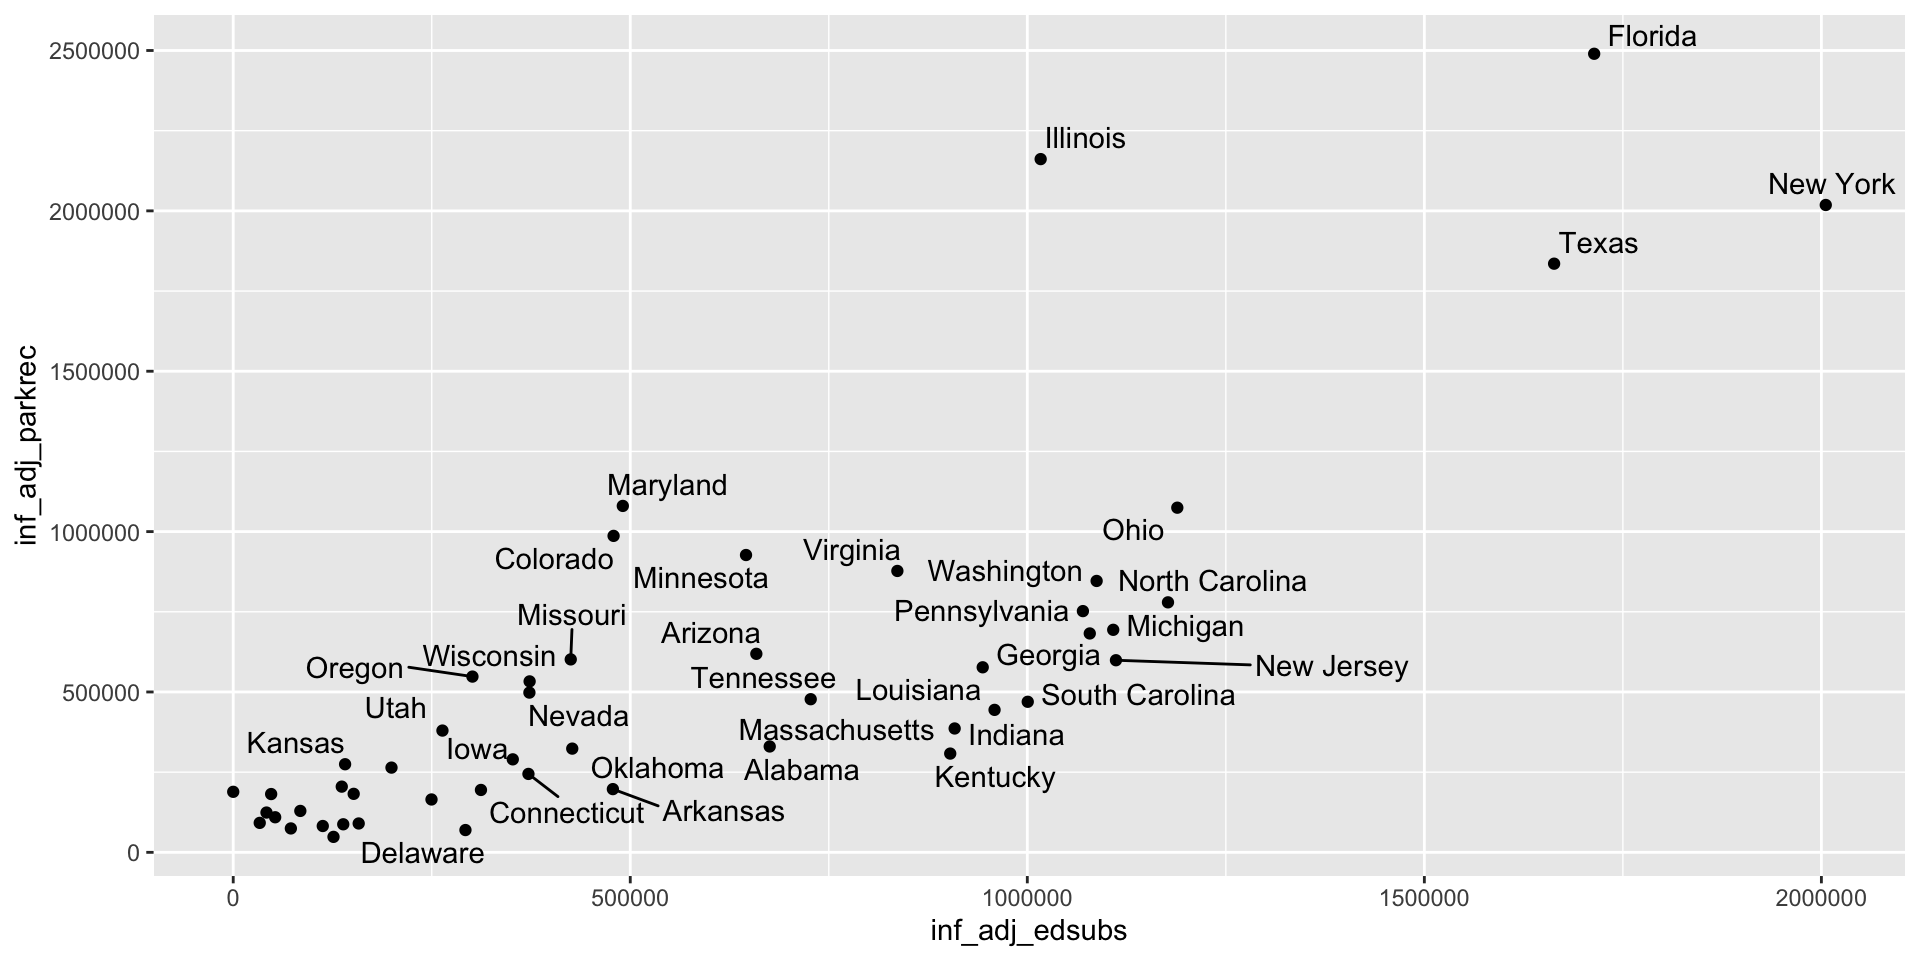 2500000
Florida
Illinois
2000000
New York
Texas
inf_adj_parkrec
1500000
Maryland
1000000
Ohio
Colorado
Virginia
Minnesota
Washington
North Carolina
Missouri
Pennsylvania
Arizona
Michigan
Wisconsin
Georgia
Oregon
New Jersey
Tennessee
500000
Louisiana
South Carolina
Utah
Nevada
Massachusetts
Indiana
Kansas
Iowa
Oklahoma
Alabama
Kentucky
Connecticut
Arkansas
Delaware
0
0 500000 1000000 1500000 2000000
inf_adj_edsubs